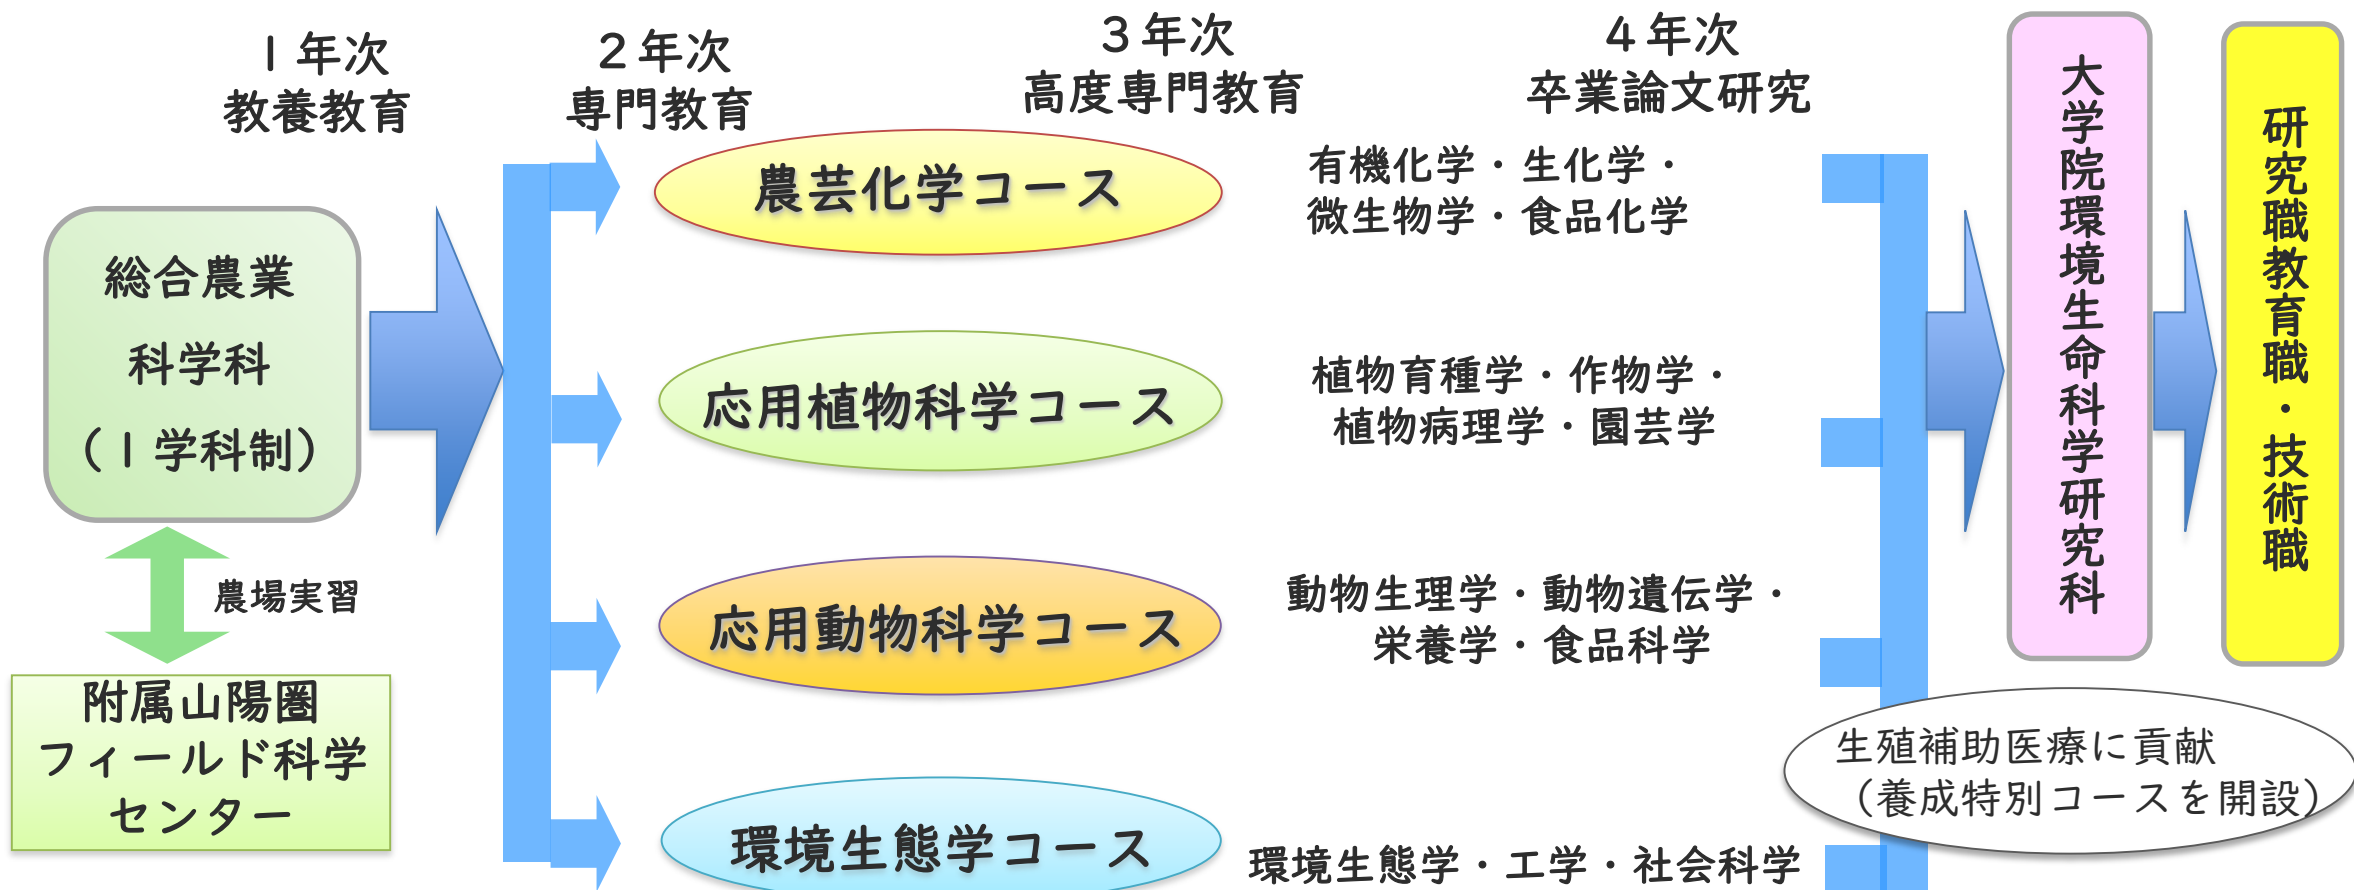 1年次
教養教育
2年次
専門教育
3年次
高度専門教育
4年次
卒業論文研究
総合農業
科学科
（1学科制）
農場実習
附属山陽圏
フィールド科学
センター
農芸化学コース
有機化学・生化学・
微生物学・食品化学
応用植物科学コース
植物育種学・作物学・
植物病理学・園芸学
応用動物科学コース
動物生理学・動物遺伝学・
栄養学・食品科学
環境生態学コース
環境生態学・工学・社会科学
生殖補助医療に貢献
（養成特別コースを開設）
大学院環境生命科学研究科
研究職教育職・技術職